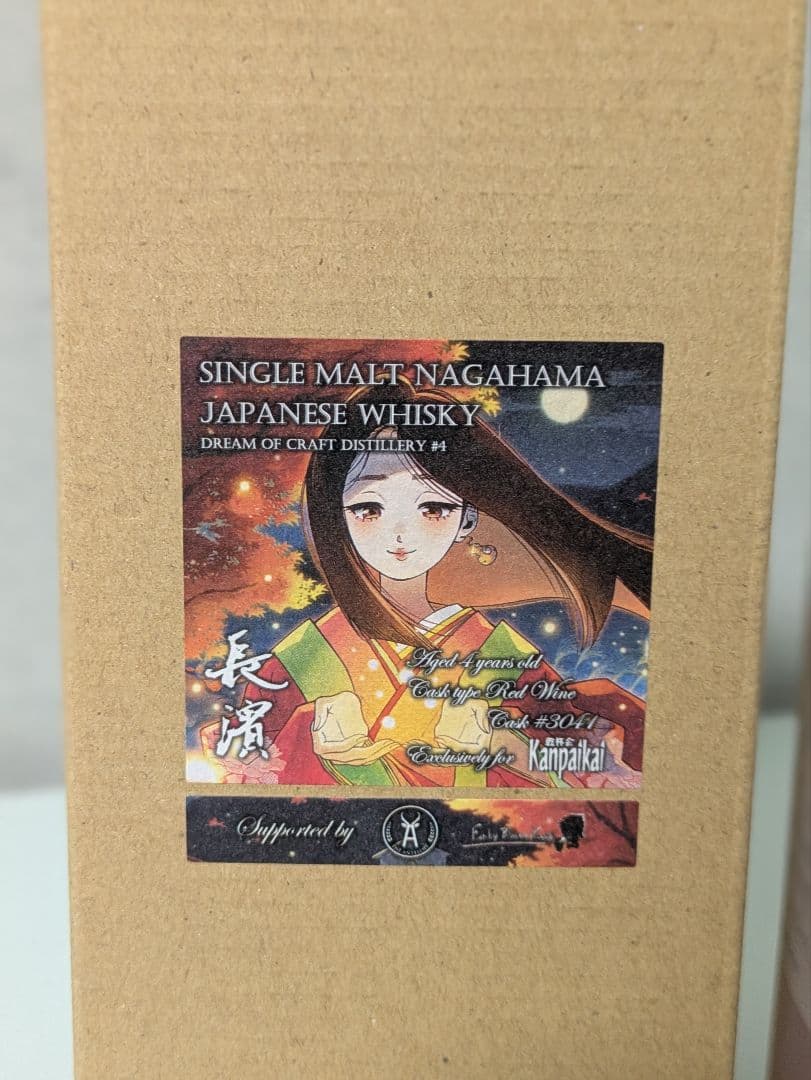 SINGLE MALT NAGAHAMA
JAPANESE WHISKY
DREAM OF CRAFT DISTILLERY #4
長濱
Aged 4 years old
Cask type Red Wine
Cask #3041
Exclusively for Kanpaikai
Supported by